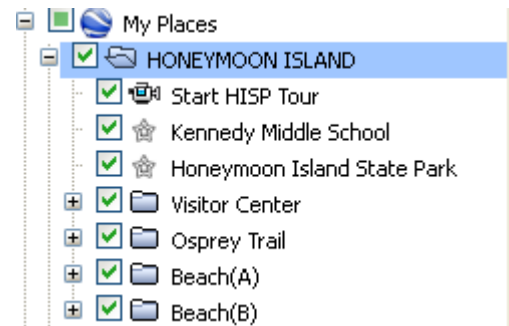 My Places
HONEYMOON ISLAND
Start HISP Tour
Kennedy Middle School
Honeymoon Island State Park
Visitor Center
Osprey Trail
Beach(A)
Beach(B)